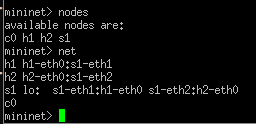 mininet> nodes
available nodes are:
c0 h1 h2 s1
mininet> net
h1 h1-eth0:s1-eth1
h2 h2-eth0:s1-eth2
s1 lo:  s1-eth1:h1-eth0 s1-eth2:h2-eth0
c0
mininet>